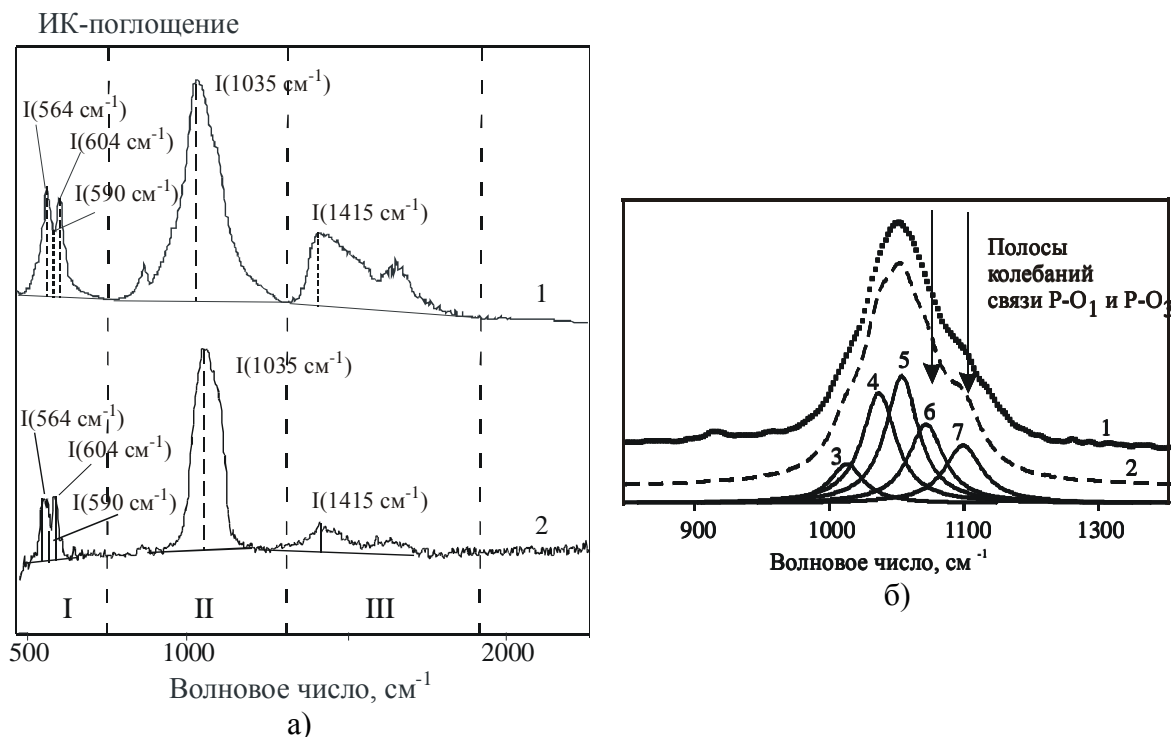 ИК-поглощение
I(1035 см⁻¹)
I(564 см⁻¹)
I(604 см⁻¹)
I(590 см⁻¹)
I(1415 см⁻¹)
1
I(1035 см⁻¹)
I(564 см⁻¹)
I(604 см⁻¹)
I(590 см⁻¹)
I(1415 см⁻¹)
2
I II III
500 1000 2000
Волновое число, см⁻¹
а)
Полосы
колебаний
связи P-O₁ и P-O₃
5
4
6
7
3
1
2
900 1000 1100 1300
Волновое число, см⁻¹
б)